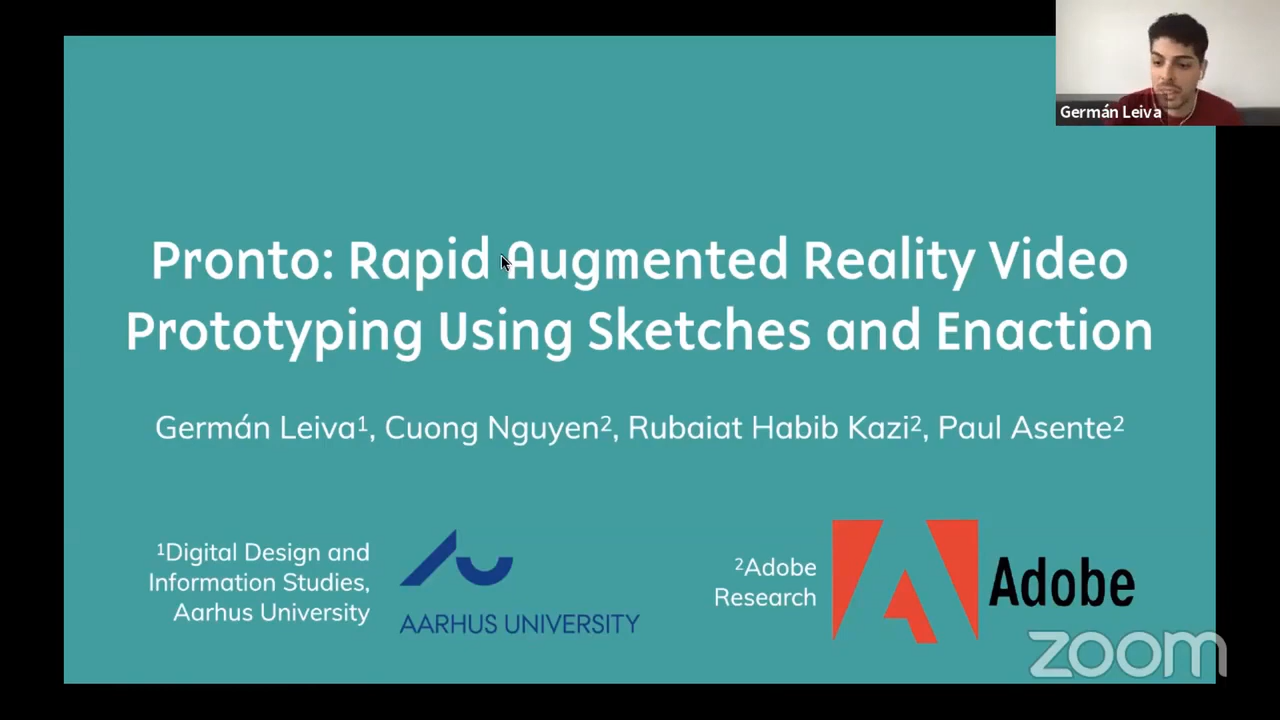 Germán Leiva
Pronto: Rapid Augmented Reality Video
Prototyping Using Sketches and Enaction
Germán Leiva¹, Cuong Nguyen², Rubaiat Habib Kazi², Paul Asente²
¹Digital Design and
Information Studies,
Aarhus University
AARHUS UNIVERSITY
²Adobe
Research
Adobe
zoom